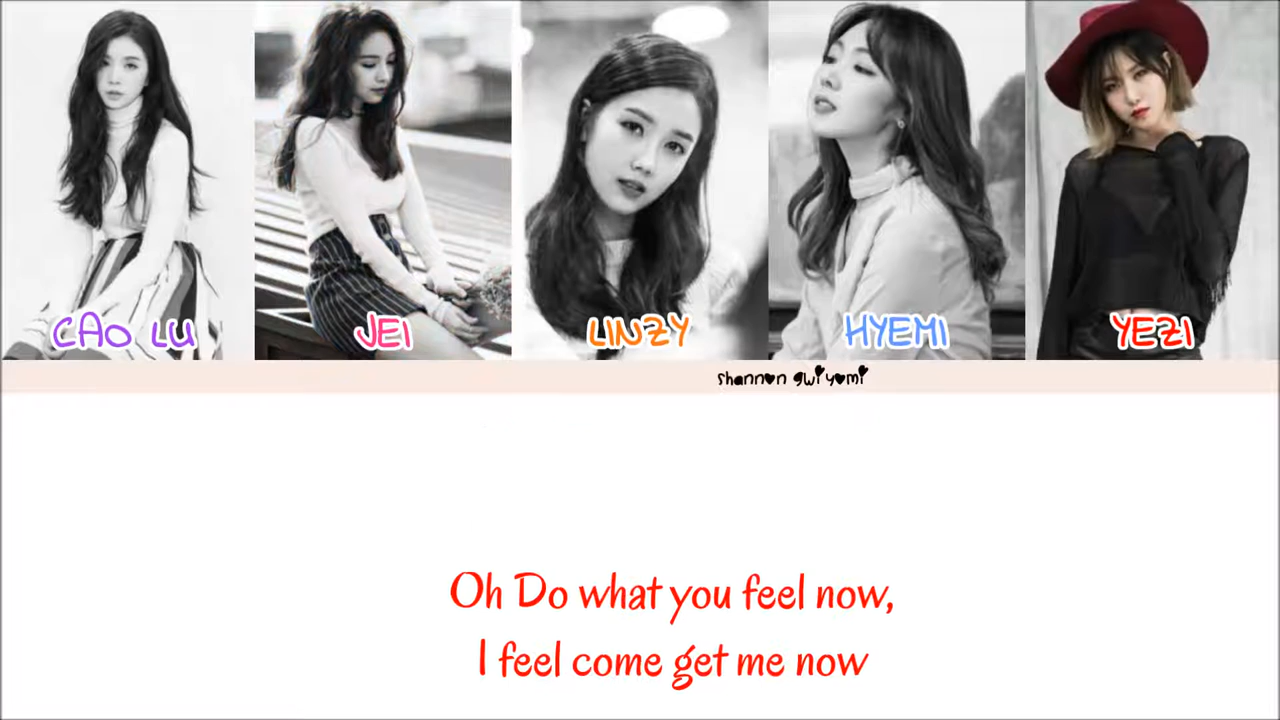 CAO LU
JEI
LINZY
HYEMI
YEZI
shannon gwiyomi
Oh Do what you feel now,
I feel come get me now